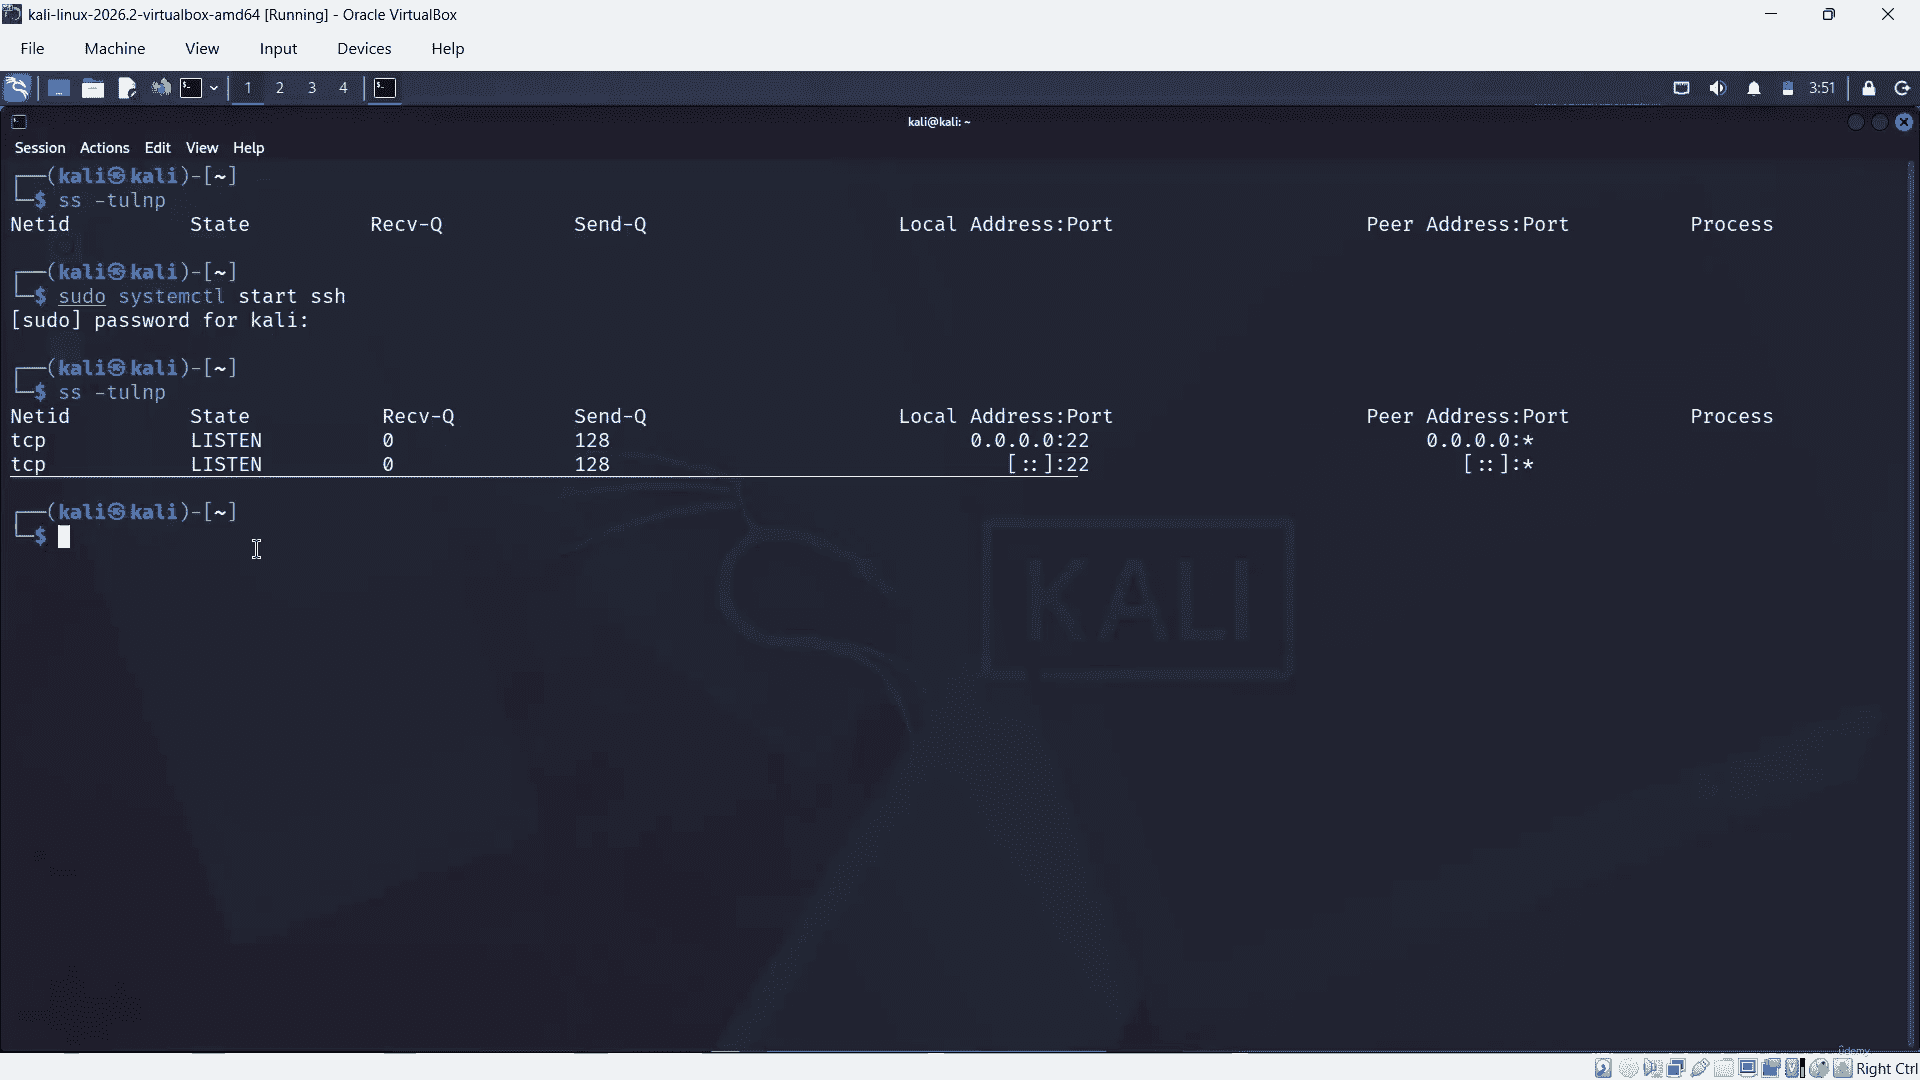 kali-linux-2026.2-virtualbox-amd64 [Running] - Oracle VirtualBox
File Machine View Input Devices Help
1 2 3 4 3:51
kali@kali: ~
Session Actions Edit View Help
┌──(kali㉿kali)-[~]
└─$ ss -tulnp
Netid State Recv-Q Send-Q Local Address:Port Peer Address:Port Process
┌──(kali㉿kali)-[~]
└─$ sudo systemctl start ssh
[sudo] password for kali:
┌──(kali㉿kali)-[~]
└─$ ss -tulnp
Netid State Recv-Q Send-Q Local Address:Port Peer Address:Port Process
tcp LISTEN 0 128 0.0.0.0:22 0.0.0.0:*
tcp LISTEN 0 128 [::]:22 [::]:*
┌──(kali㉿kali)-[~]
└─$
KALI
ûdemy
Right Ctrl